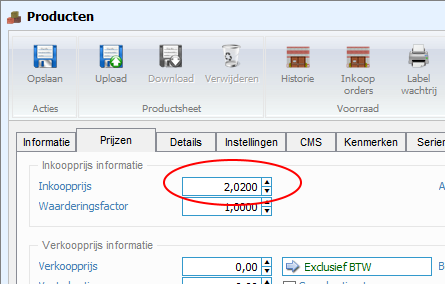 Producten
Opslaan Upload Download Verwijderen Historie Inkoop orders Label wachtrij
Acties Productsheet Voorraad
Informatie Prijzen Details Instellingen CMS Kenmerken
Inkoopprijs informatie
Inkoopprijs 2,0200
Waarderingsfactor 1,0000
Verkoopprijs informatie
Verkoopprijs 0,00 Exclusief BTW